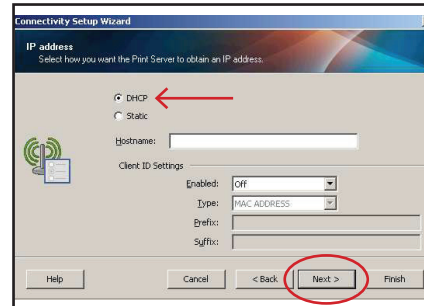 Connectivity Setup Wizard
IP address
Select how you want the Print Server to obtain an IP address.
DHCP
Static
Hostname:
Client ID Settings
Enabled: Off
Type: MAC ADDRESS
Prefix:
Suffix:
Help Cancel < Back Next > Finish